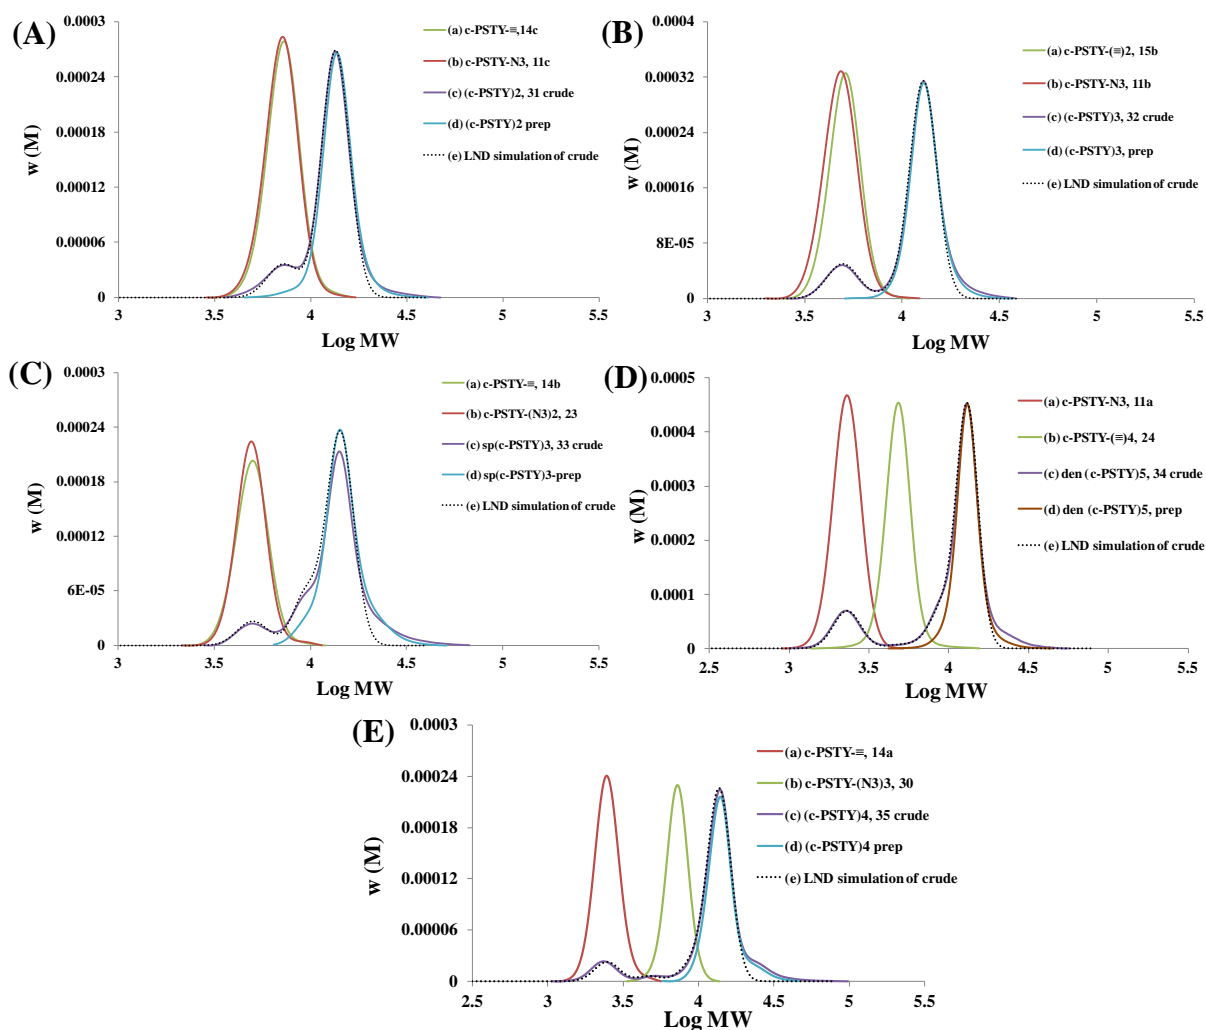 (A)
0.0003
0.00024
0.00018
0.00012
0.00006
0
w (M)
3 3.5 4 4.5 5 5.5
Log MW
(a) c-PSTY-≡,14c
(b) c-PSTY-N3, 11c
(c) (c-PSTY)2, 31 crude
(d) (c-PSTY)2 prep
(e) LND simulation of crude
(B)
0.0004
0.00032
0.00024
0.00016
8E-05
0
w (M)
3 3.5 4 4.5 5 5.5
Log MW
(a) c-PSTY-(≡)2, 15b
(b) c-PSTY-N3, 11b
(c) (c-PSTY)3, 32 crude
(d) (c-PSTY)3, prep
(e) LND simulation of crude
(C)
0.0003
0.00024
0.00018
0.00012
6E-05
0
w (M)
3 3.5 4 4.5 5 5.5
Log MW
(a) c-PSTY-≡, 14b
(b) c-PSTY-(N3)2, 23
(c) sp(c-PSTY)3, 33 crude
(d) sp(c-PSTY)3-prep
(e) LND simulation of crude
(D)
0.0005
0.0004
0.0003
0.0002
0.0001
0
w (M)
2.5 3 3.5 4 4.5 5 5.5
Log MW
(a) c-PSTY-N3, 11a
(b) c-PSTY-(≡)4, 24
(c) den (c-PSTY)5, 34 crude
(d) den (c-PSTY)5, prep
(e) LND simulation of crude
(E)
0.0003
0.00024
0.00018
0.00012
0.00006
0
w (M)
2.5 3 3.5 4 4.5 5 5.5
Log MW
(a) c-PSTY-≡, 14a
(b) c-PSTY-(N3)3, 30
(c) (c-PSTY)4, 35 crude
(d) (c-PSTY)4 prep
(e) LND simulation of crude